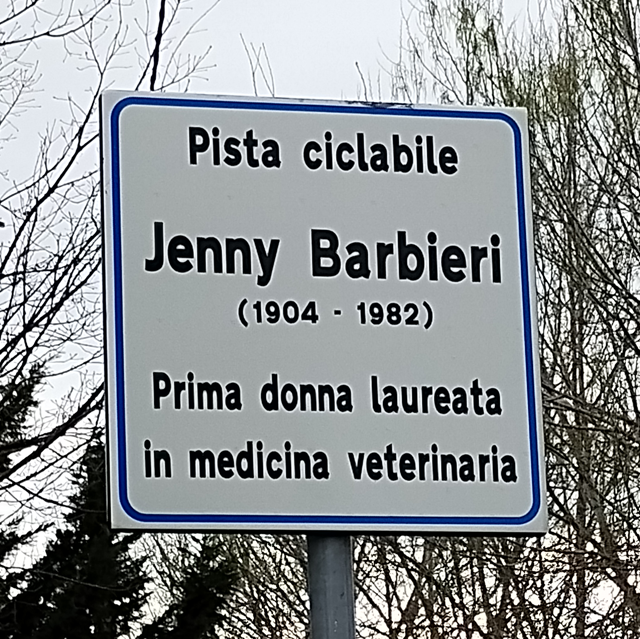 Pista ciclabile
Jenny Barbieri
(1904 - 1982)
Prima donna laureata
in medicina veterinaria